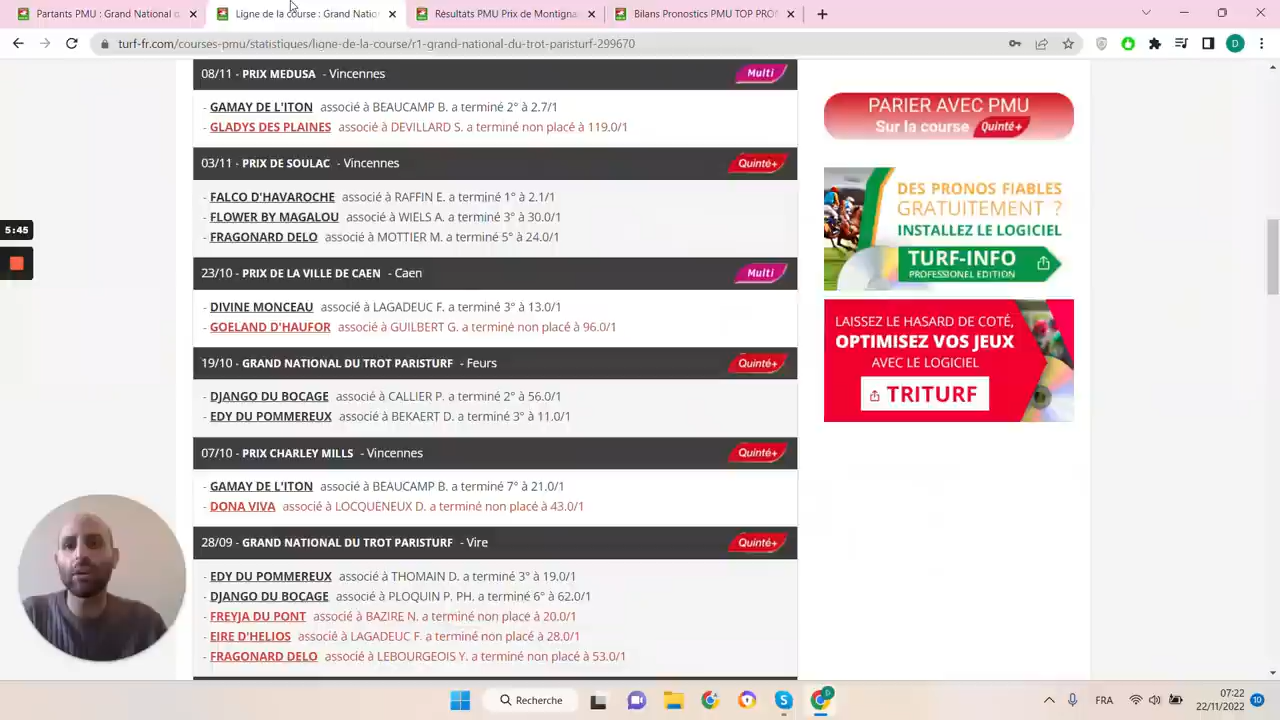 Partants PMU : Grand National d
Ligne de la course : Grand Natio
Résultats PMU PRIX de Montignac
Bilans Pronostics PMU TOP PRO
turf-fr.com/courses-pmu/statistiques/ligne-de-la-course/r1-grand-national-du-trot-paristurf-299670
D
08/11 - PRIX MEDUSA - Vincennes
Multi
- GAMAY DE L'ITON associé à BEAUCAMP B. a terminé 2° à 2.7/1
- GLADYS DES PLAINES associé à DEVILLARD S. a terminé non placé à 119.0/1
03/11 - PRIX DE SOULAC - Vincennes
Quinté+
- FALCO D'HAVAROCHE associé à RAFFIN E. a terminé 1° à 2.1/1
- FLOWER BY MAGALOU associé à WIELS A. a terminé 3° à 30.0/1
- FRAGONARD DELO associé à MOTTIER M. a terminé 5° à 24.0/1
23/10 - PRIX DE LA VILLE DE CAEN - Caen
Multi
- DIVINE MONCEAU associé à LAGADEUC F. a terminé 3° à 13.0/1
- GOELAND D'HAUFOR associé à GUILBERT G. a terminé non placé à 96.0/1
19/10 - GRAND NATIONAL DU TROT PARISTURF - Feurs
Quinté+
- DJANGO DU BOCAGE associé à CALLIER P. a terminé 2° à 56.0/1
- EDY DU POMMEREUX associé à BEKAERT D. a terminé 3° à 11.0/1
07/10 - PRIX CHARLEY MILLS - Vincennes
Quinté+
- GAMAY DE L'ITON associé à BEAUCAMP B. a terminé 7° à 21.0/1
- DONA VIVA associé à LOCQUENEUX D. a terminé non placé à 43.0/1
28/09 - GRAND NATIONAL DU TROT PARISTURF - Vire
Quinté+
- EDY DU POMMEREUX associé à THOMAIN D. a terminé 3° à 19.0/1
- DJANGO DU BOCAGE associé à PLOQUIN P. PH. a terminé 6° à 62.0/1
- FREYJA DU PONT associé à BAZIRE N. a terminé non placé à 20.0/1
- EIRE D'HELIOS associé à LAGADEUC F. a terminé non placé à 28.0/1
- FRAGONARD DELO associé à LEBOURGEOIS Y. a terminé non placé à 53.0/1
PARIER AVEC PMU
Sur la course Quinté+
DES PRONOS FIABLES
GRATUITEMENT ?
INSTALLEZ LE LOGICIEL
TURF-INFO
PROFESSIONEL EDITION
LAISSEZ LE HASARD DE COTÉ,
OPTIMISEZ VOS JEUX
AVEC LE LOGICIEL
TRITURF
5:45
Recherche
FRA
07:22
22/11/2022
10